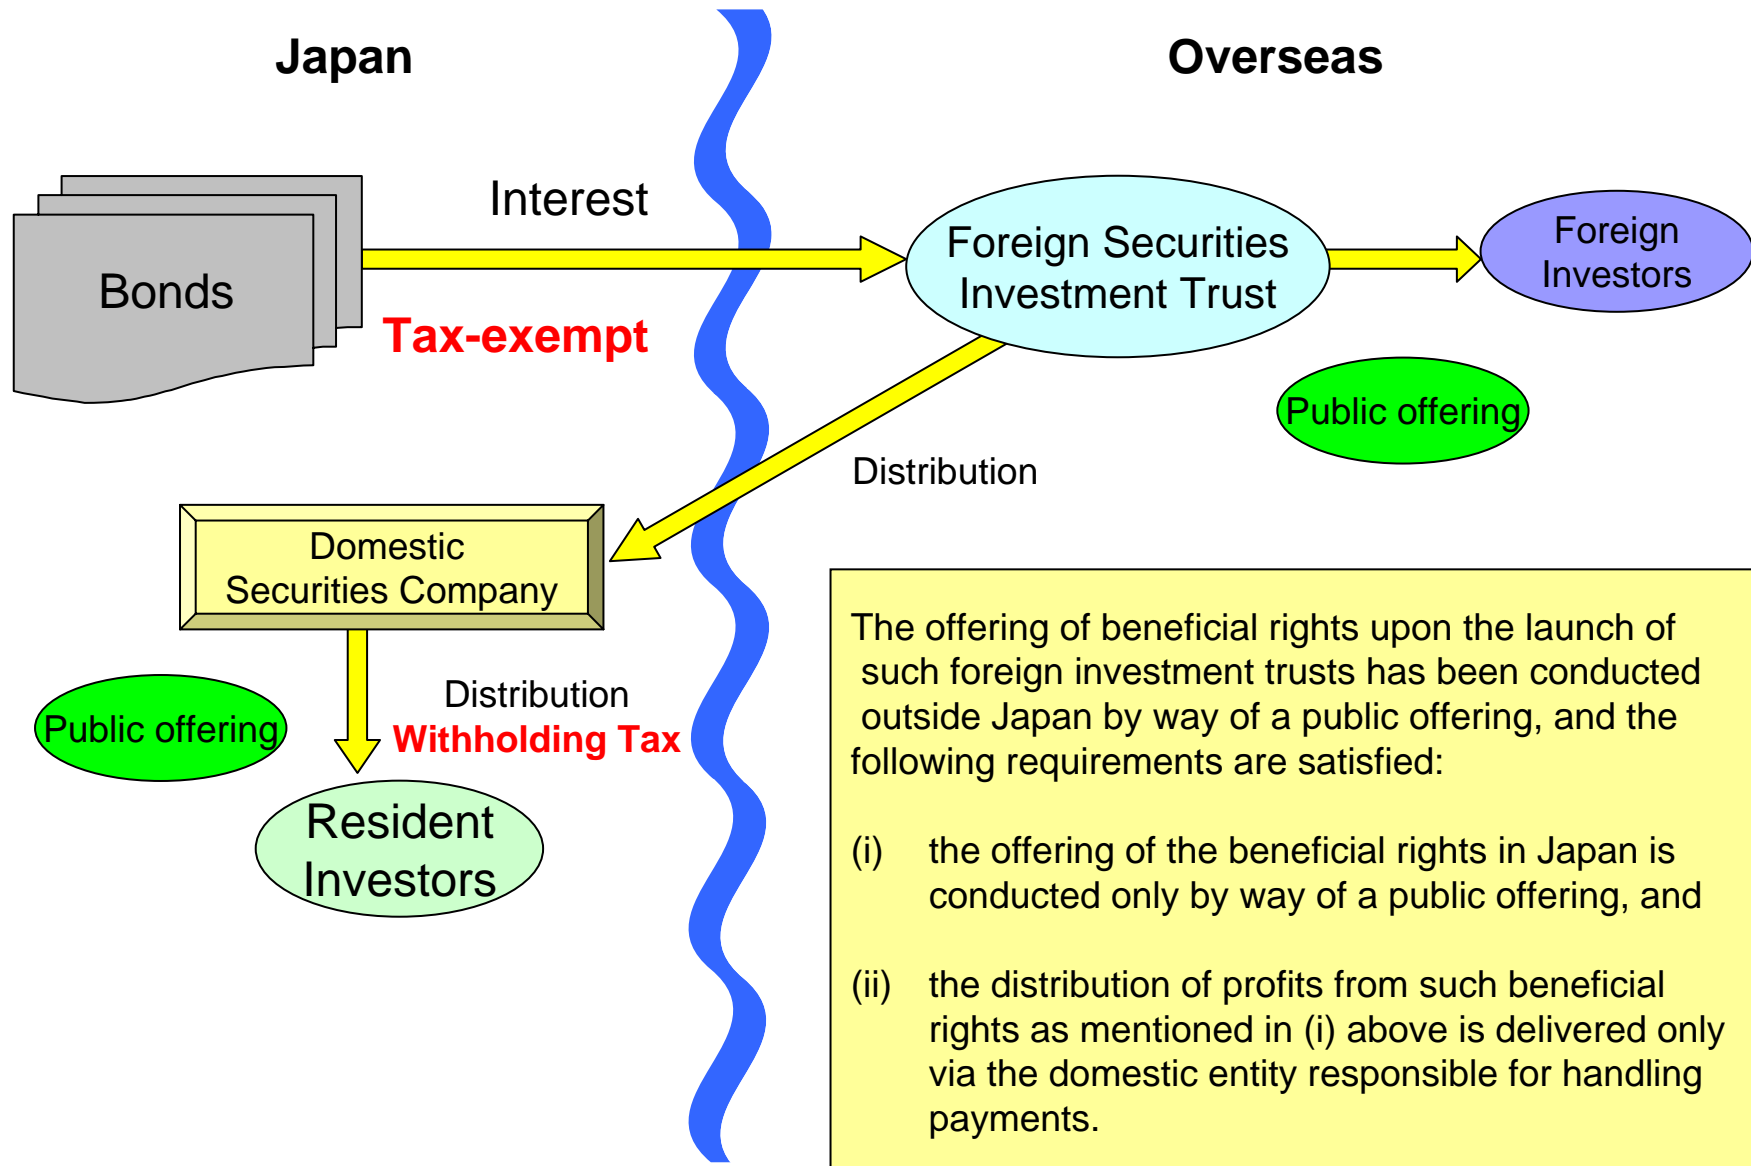 Japan
Overseas
Interest
Bonds
Tax-exempt
Foreign Securities
Investment Trust
Foreign
Investors
Public offering
Distribution
Domestic
Securities Company
Public offering
Distribution
Withholding Tax
Resident
Investors
The offering of beneficial rights upon the launch of
such foreign investment trusts has been conducted
outside Japan by way of a public offering, and the
following requirements are satisfied:
(i) the offering of the beneficial rights in Japan is
conducted only by way of a public offering, and
(ii) the distribution of profits from such beneficial
rights as mentioned in (i) above is delivered only
via the domestic entity responsible for handling
payments.